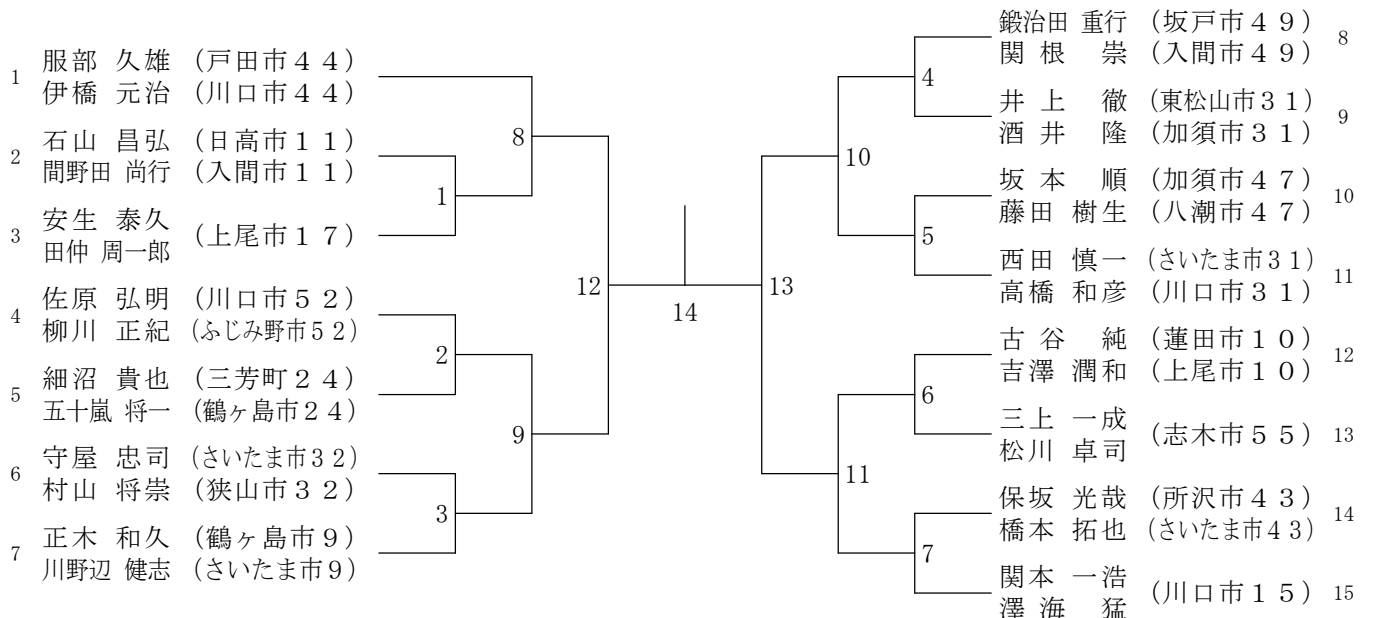 1 服部 久雄 (戸田市44)
伊橋 元治 (川口市44)
2 石山 昌弘 (日高市11)
間野田 尚行 (入間市11)
3 安生 泰久
田仲 周一郎 (上尾市17)
4 佐原 弘明 (川口市52)
柳川 正紀 (ふじみ野市52)
5 細沼 貴也 (三芳町24)
五十嵐 将一 (鶴ヶ島市24)
6 守屋 忠司 (さいたま市32)
村山 将崇 (狭山市32)
7 正木 和久 (鶴ヶ島市9)
川野辺 健志 (さいたま市9)
8
1
12
2
9
3
14
13
4
10
5
6
11
7
鍛治田 重行 (坂戸市49) 8
関根 崇 (入間市49)
井上 徹 (東松山市31) 9
酒井 隆 (加須市31)
坂本 順 (加須市47) 10
藤田 樹生 (八潮市47)
西田 慎一 (さいたま市31) 11
高橋 和彦 (川口市31)
古谷 純 (蓮田市10) 12
吉澤 潤和 (上尾市10)
三上 一成
松川 卓司 (志木市55) 13
保坂 光哉 (所沢市43) 14
橋本 拓也 (さいたま市43)
関本 一浩
澤海 猛 (川口市15) 15